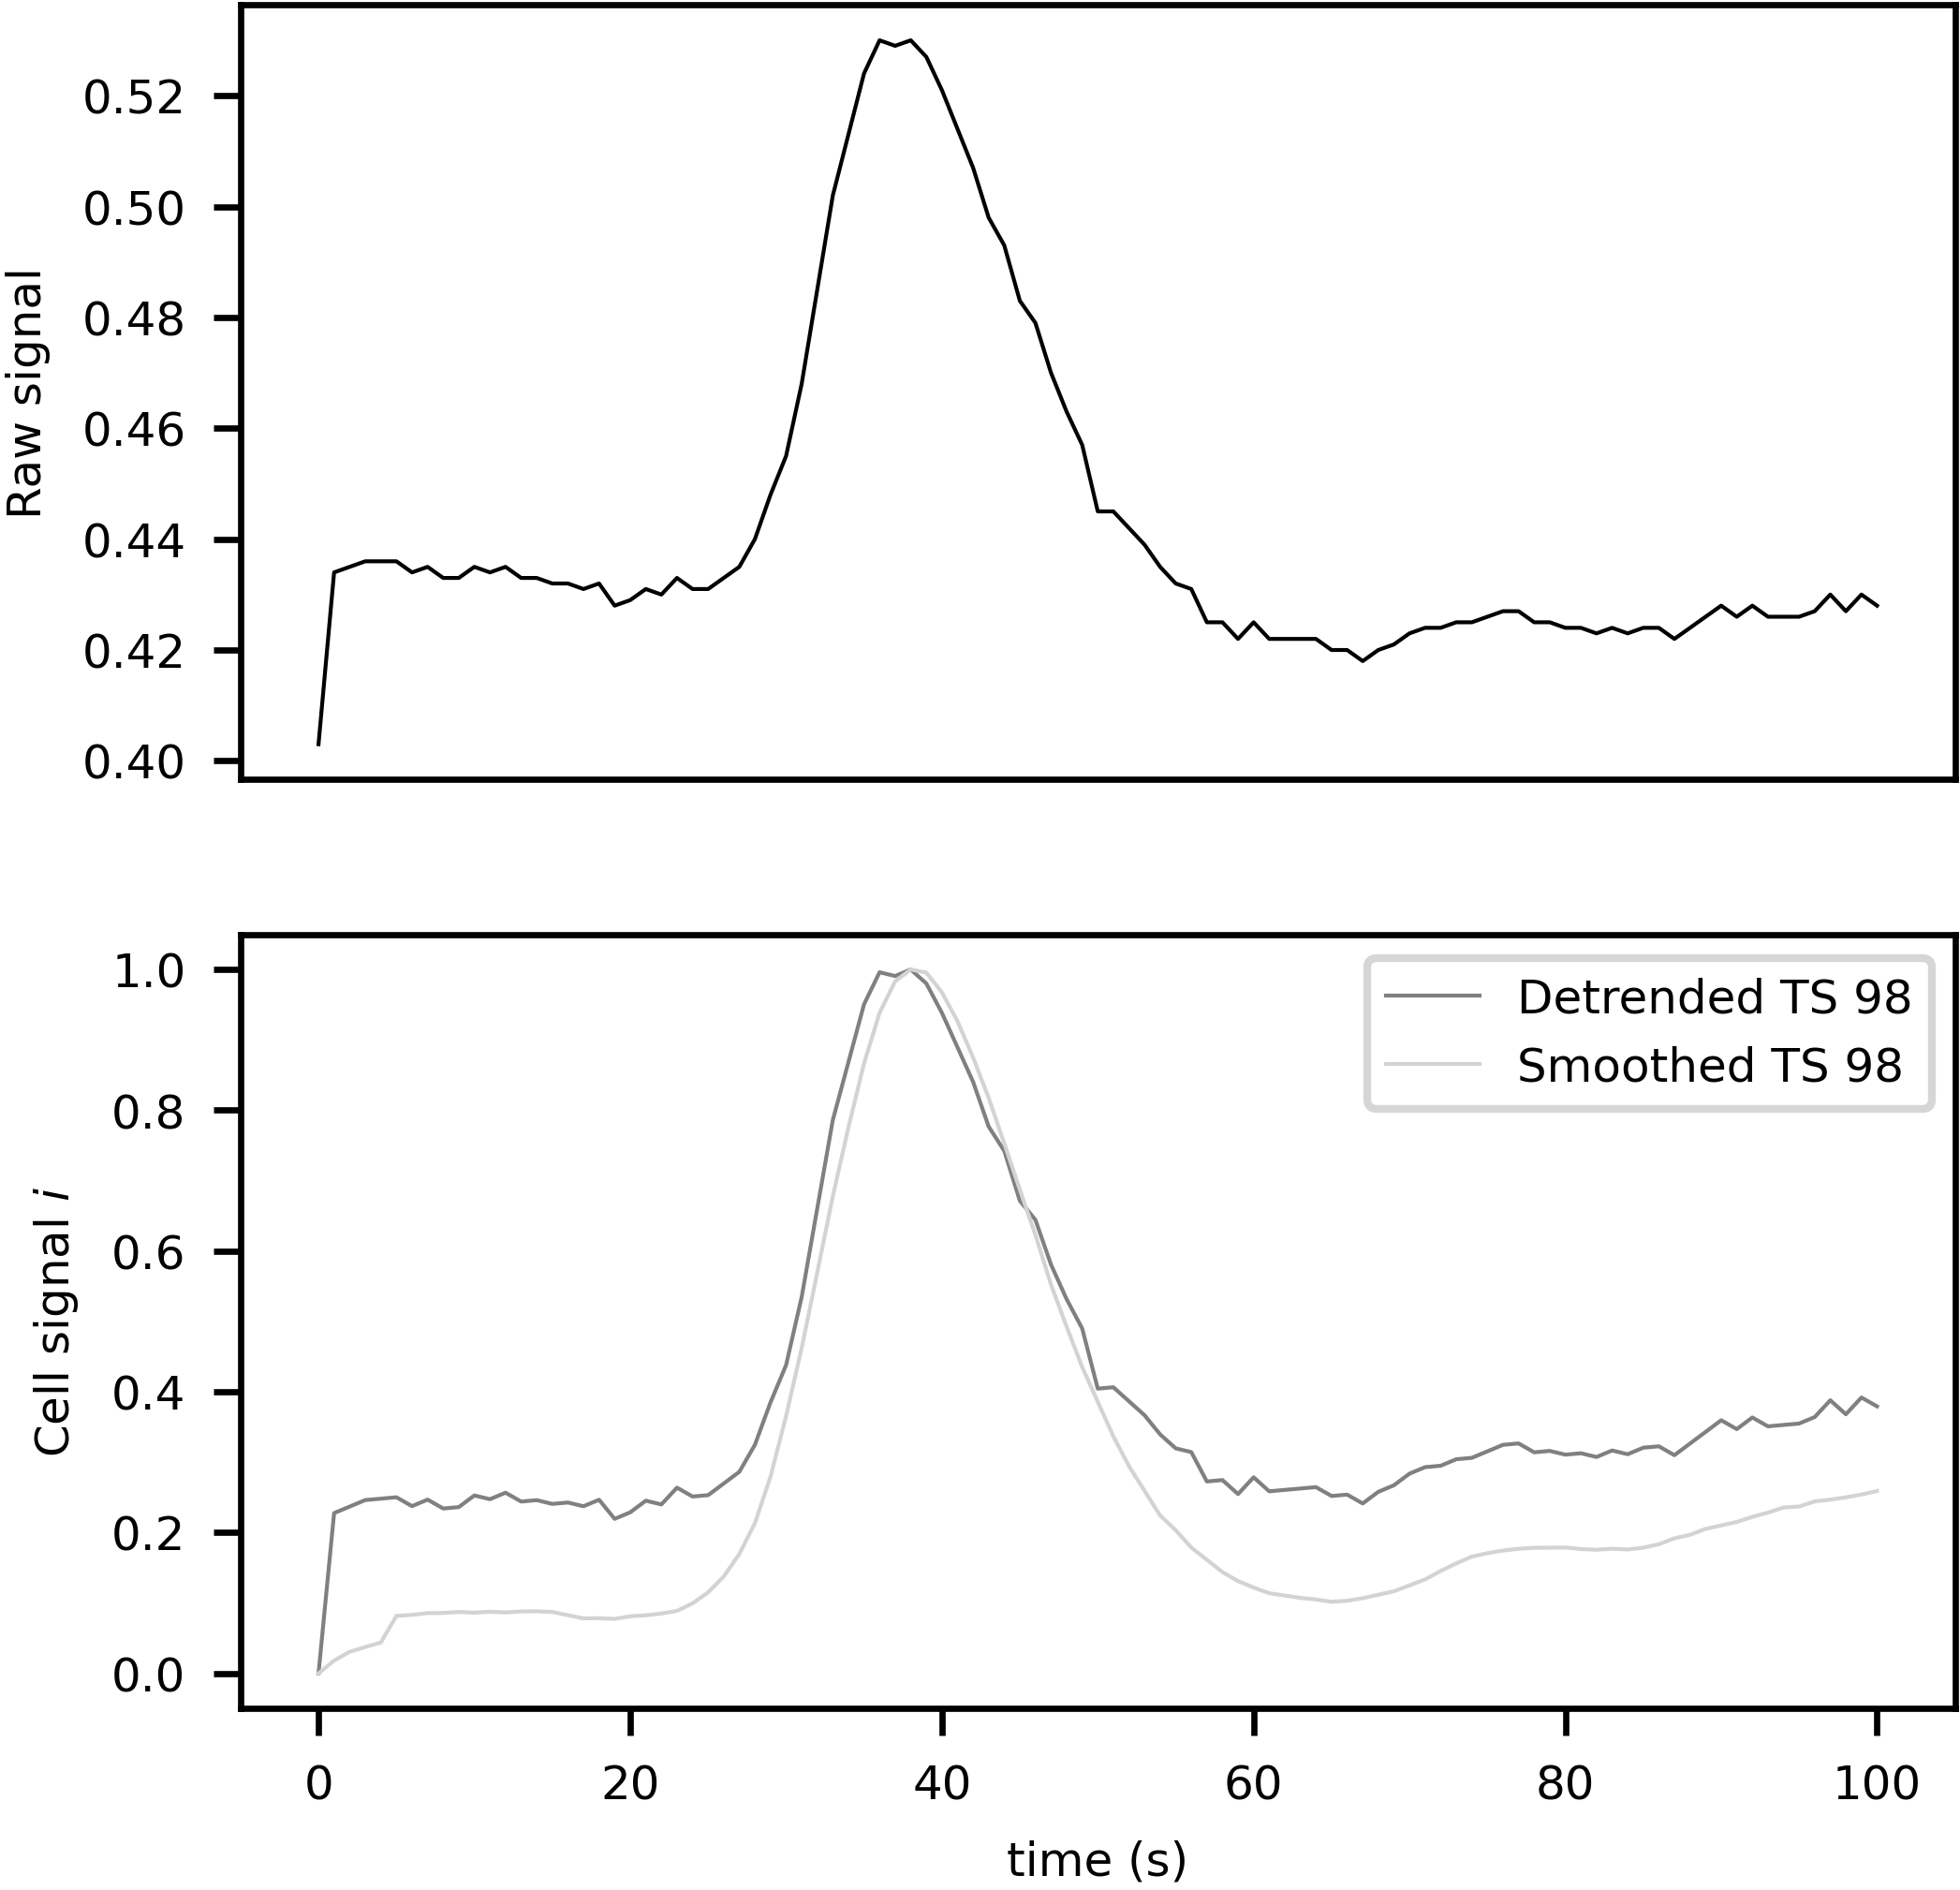 Raw signal
0.52
0.50
0.48
0.46
0.44
0.42
0.40
Cell signal i
1.0
0.8
0.6
0.4
0.2
0.0
Detrended TS 98
Smoothed TS 98
0 20 40 60 80 100
time (s)